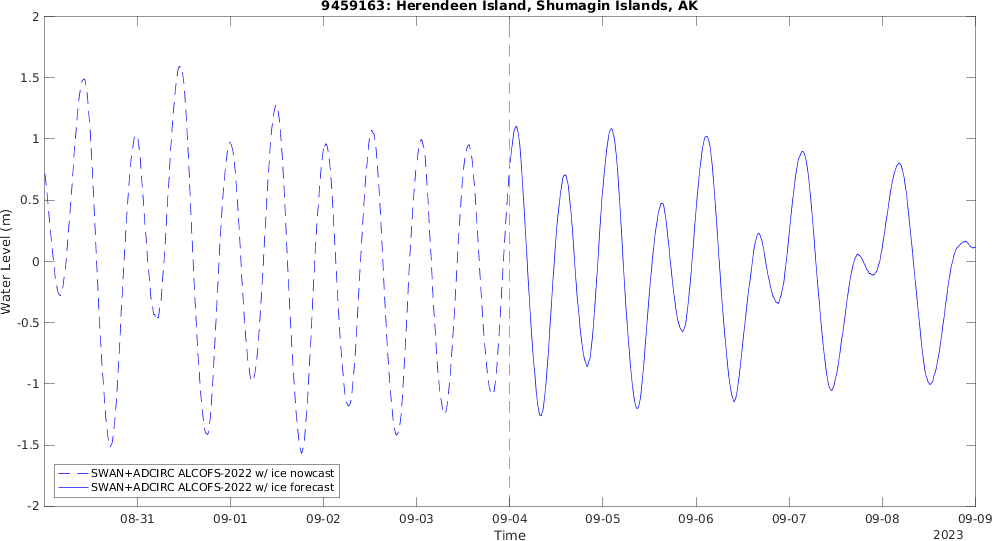 9459163: Herendeen Island, Shumagin Islands, AK
Water Level (m)
2
1.5
1
0.5
0
-0.5
-1
-1.5
-2
SWAN+ADCIRC ALCOFS-2022 w/ ice nowcast
SWAN+ADCIRC ALCOFS-2022 w/ ice forecast
08-31 09-01 09-02 09-03 09-04 09-05 09-06 09-07 09-08 09-09
Time
2023